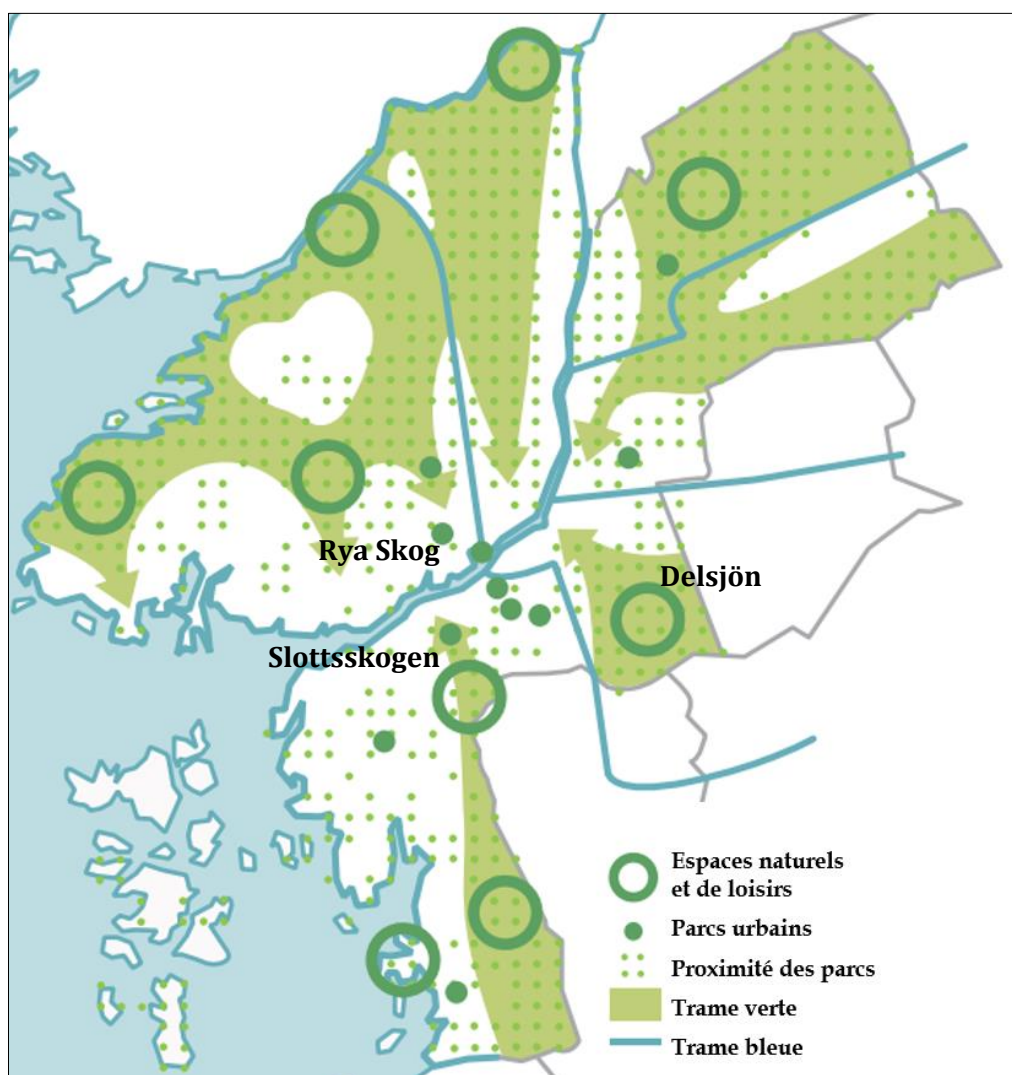 Rya Skog
Delsjön
Slottsskogen
Espaces naturels
et de loisirs
Parcs urbains
Proximité des parcs
Trame verte
Trame bleue